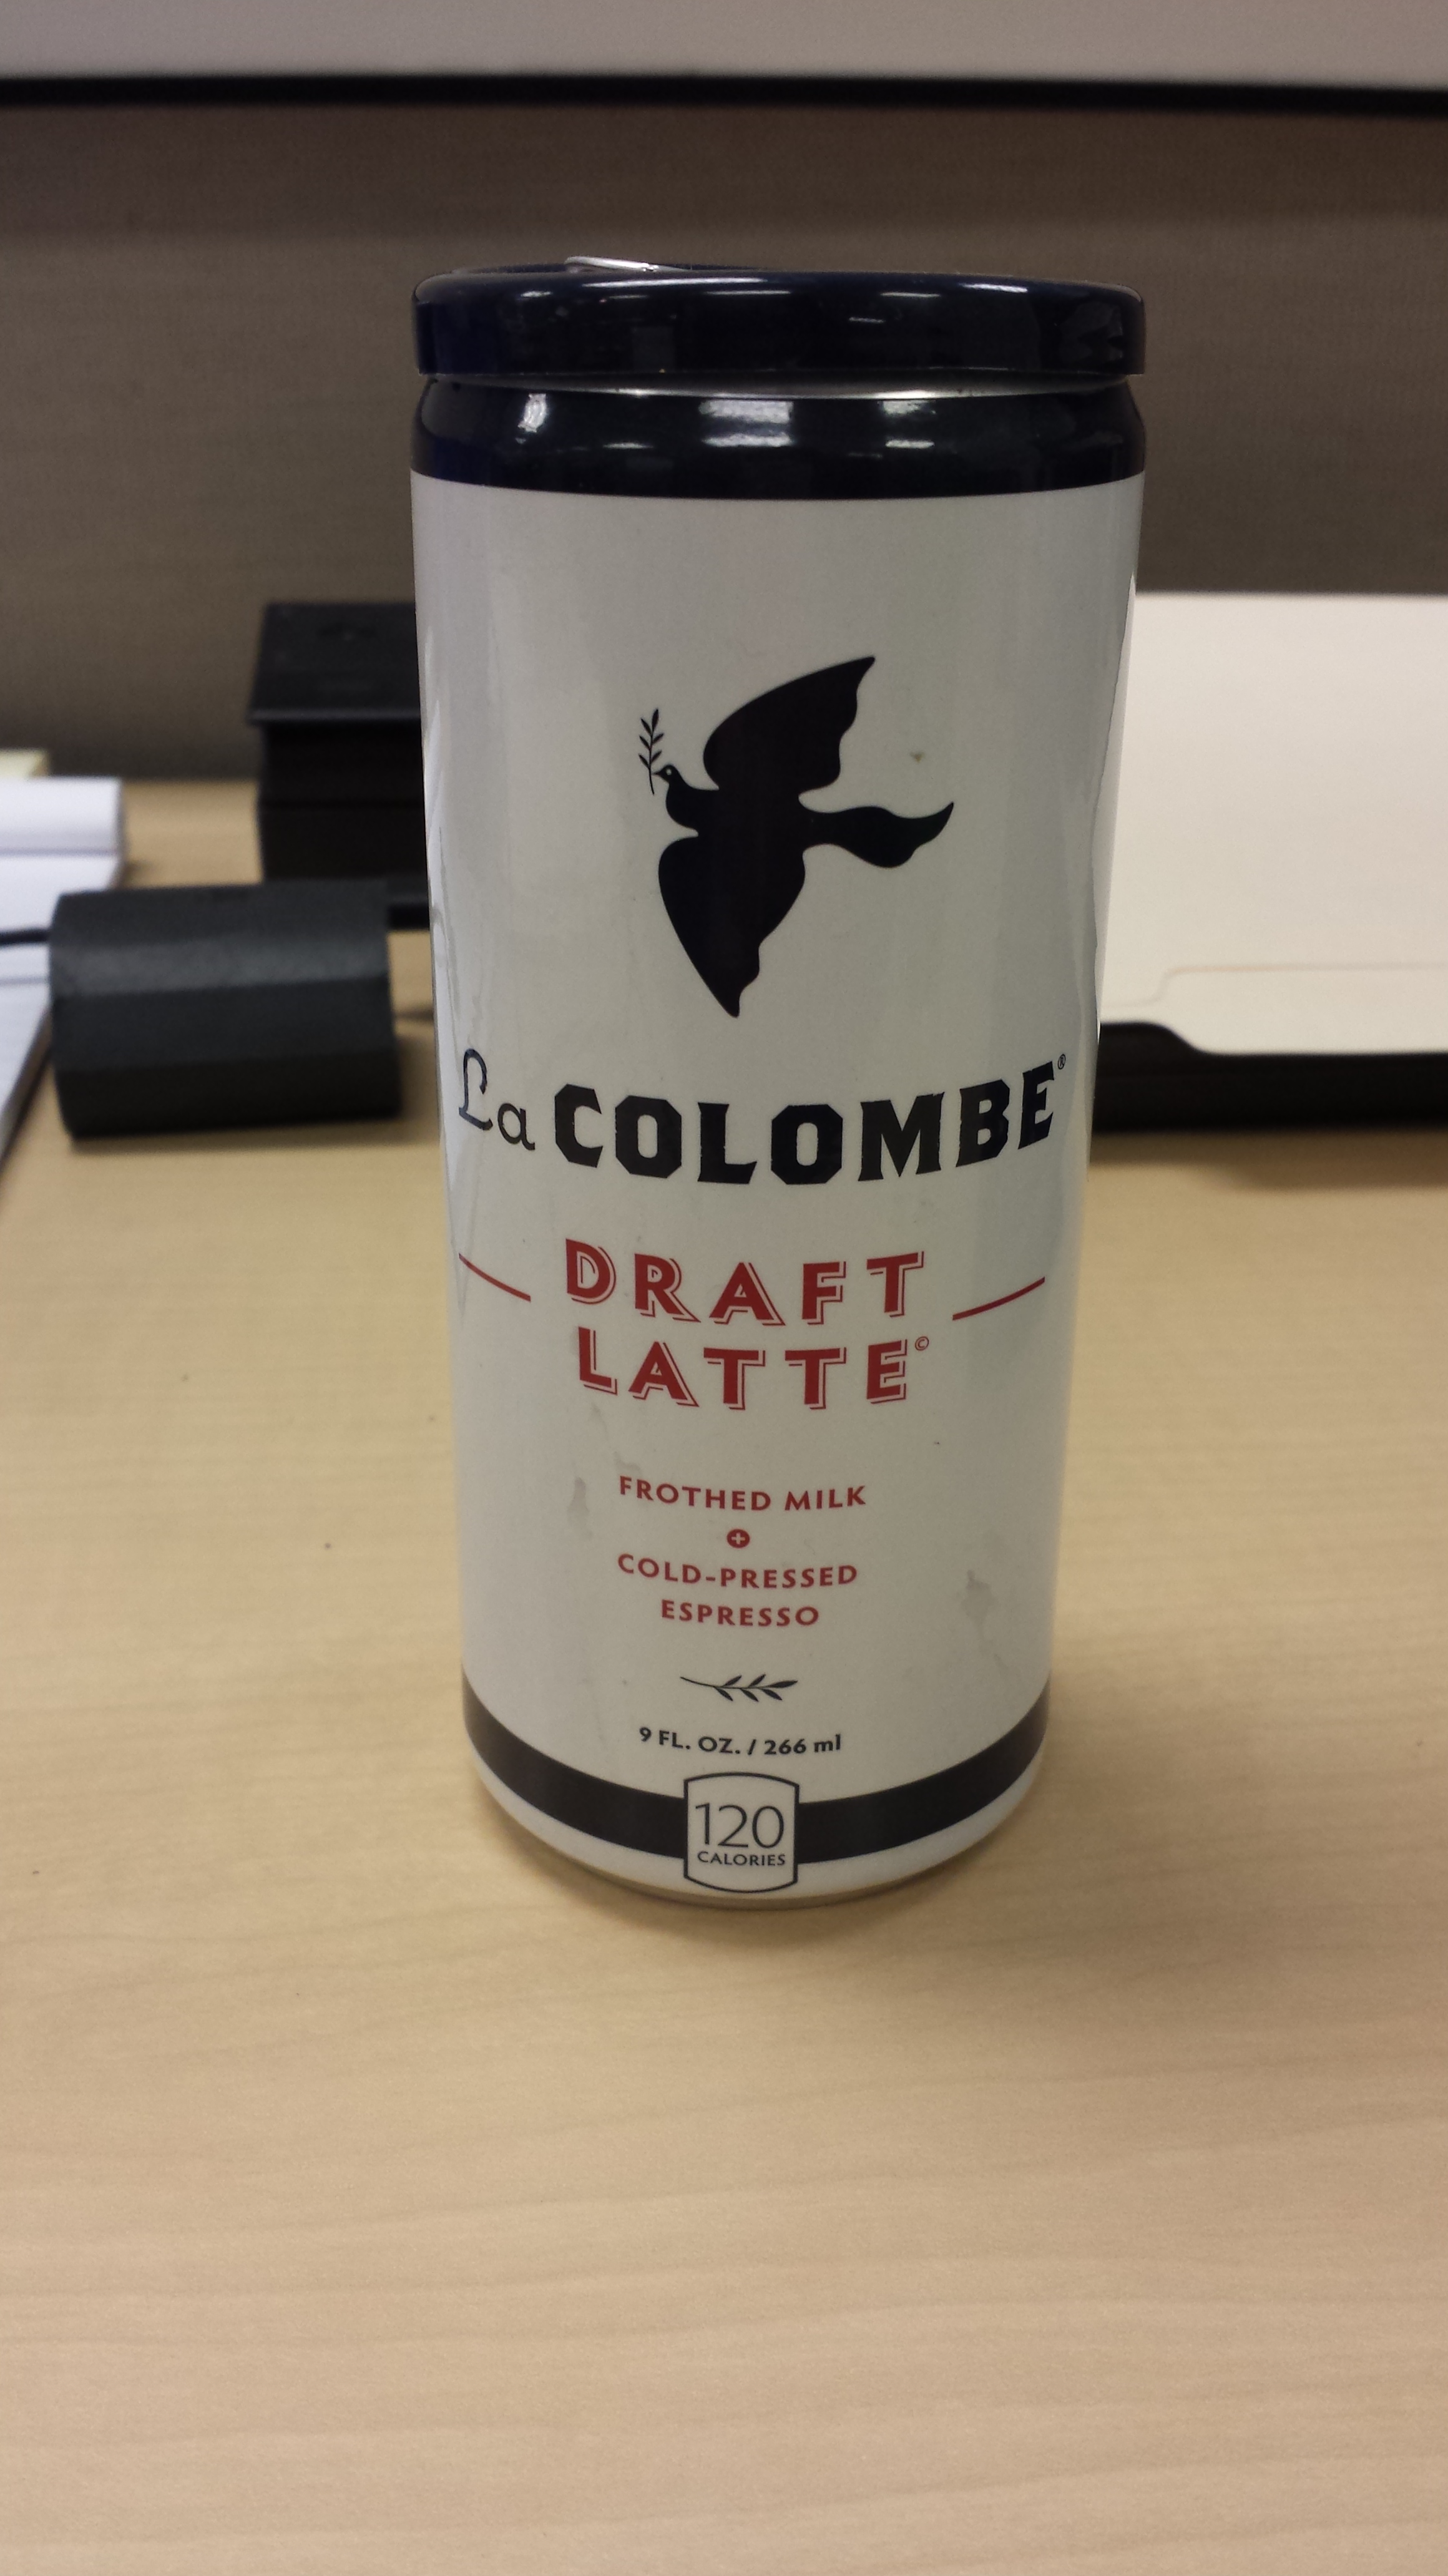 La COLOMBE®
DRAFT
LATTE©
FROTHED MILK
+
COLD-PRESSED
ESPRESSO
9 FL. OZ. / 266 ml
120
CALORIES